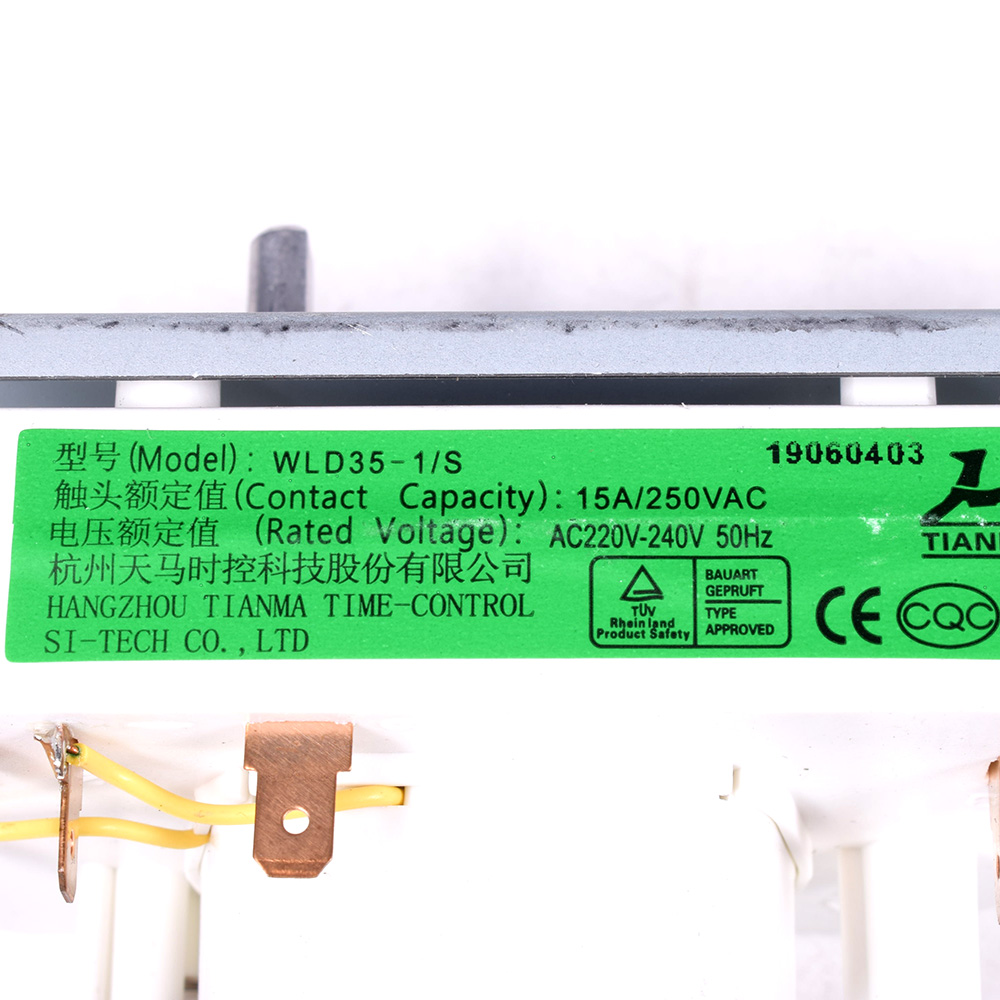 型号(Model): WLD35-1/S
19060403
触头额定值(Contact Capacity): 15A/250VAC
电压额定值 (Rated Voltage): AC220V-240V 50Hz
杭州天马时控科技股份有限公司
HANGZHOU TIANMA TIME-CONTROL
SI-TECH CO.,LTD
TÜV
Rheinland
Product Safety
BAUART
GEPRUFT
TYPE
APPROVED
CE
CQC